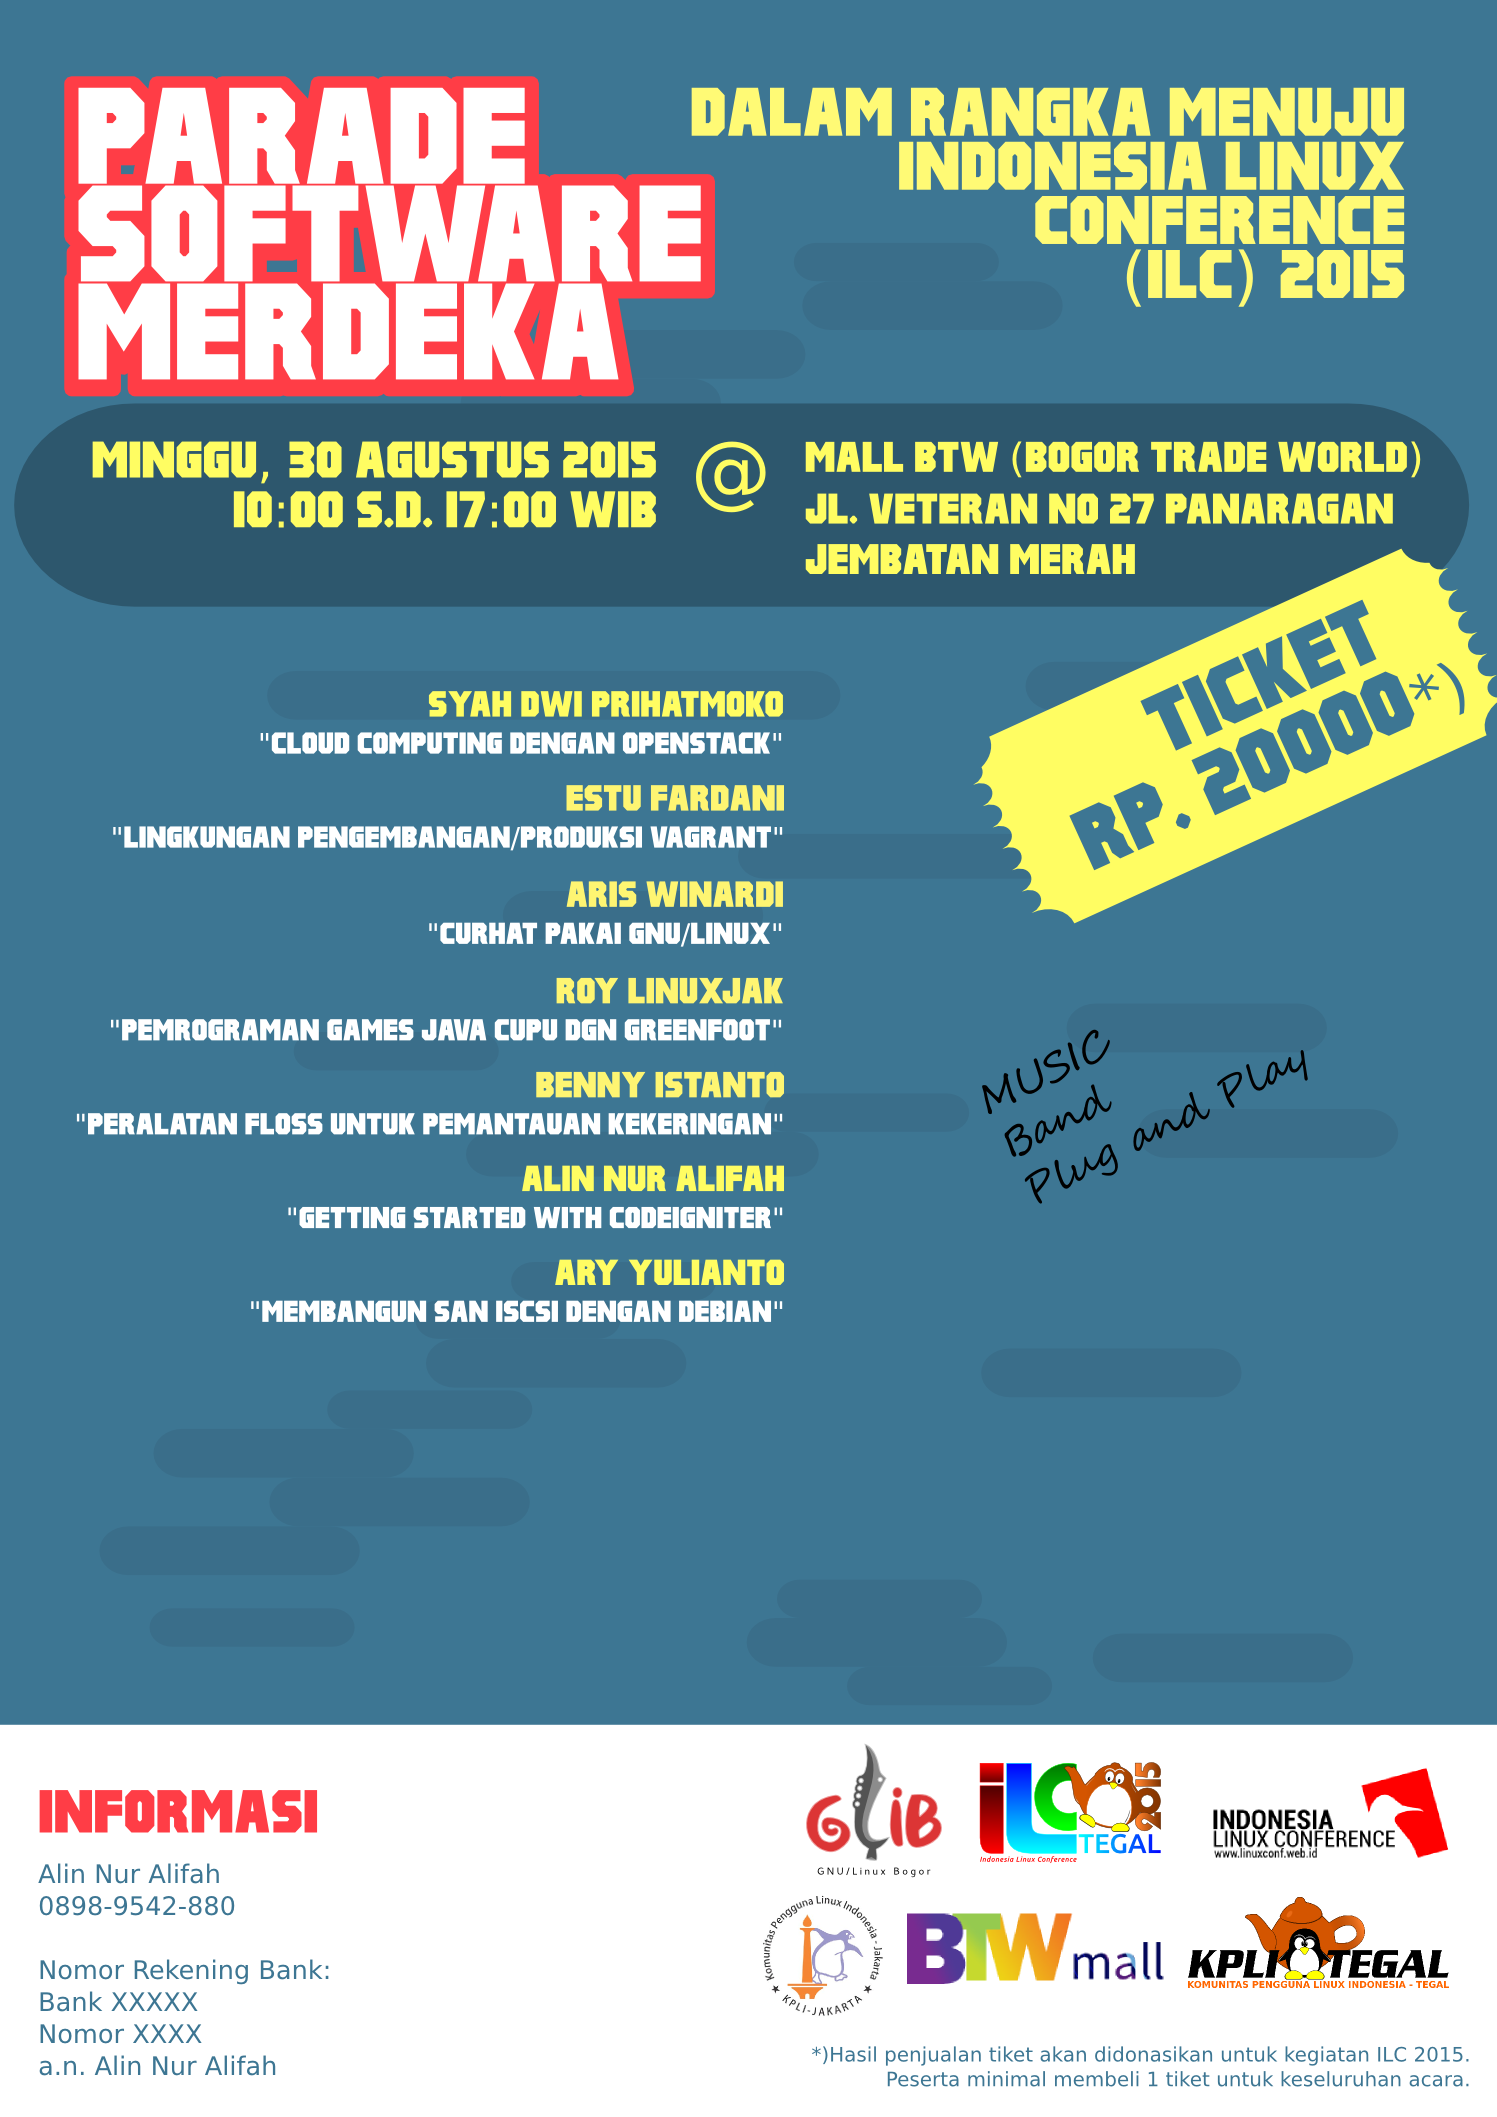 PARADE
SOFTWARE
MERDEKA
DALAM RANGKA MENUJU
INDONESIA LINUX
CONFERENCE
(ILC) 2015
MINGGU, 30 AGUSTUS 2015
10:00 S.D. 17:00 WIB
@
MALL BTW (BOGOR TRADE WORLD)
JL. VETERAN NO 27 PANARAGAN
JEMBATAN MERAH
TICKET
RP. 20000*)
SYAH DWI PRIHATMOKO
"CLOUD COMPUTING DENGAN OPENSTACK"
ESTU FARDANI
"LINGKUNGAN PENGEMBANGAN/PRODUKSI VAGRANT"
ARIS WINARDI
"CURHAT PAKAI GNU/LINUX"
ROY LINUXJAK
"PEMROGRAMAN GAMES JAVA CUPU DGN GREENFOOT"
BENNY ISTANTO
"PERALATAN FLOSS UNTUK PEMANTAUAN KEKERINGAN"
ALIN NUR ALIFAH
"GETTING STARTED WITH CODEIGNITER"
ARY YULIANTO
"MEMBANGUN SAN ISCSI DENGAN DEBIAN"
MUSIC
Band
Plug and Play
INFORMASI
Alin Nur Alifah
0898-9542-880
Nomor Rekening Bank:
Bank XXXXX
Nomor XXXX
a.n. Alin Nur Alifah
GLiB
GNU/Linux Bogor
iLC 2015
TEGAL
Indonesia Linux Conference
INDONESIA
LINUX CONFERENCE
www.linuxconf.web.id
Komunitas Pengguna Linux Indonesia - Jakarta
★ KPLI-JAKARTA ★
BTW mall
KPLI TEGAL
KOMUNITAS PENGGUNA LINUX INDONESIA - TEGAL
*)Hasil penjualan tiket akan didonasikan untuk kegiatan ILC 2015.
Peserta minimal membeli 1 tiket untuk keseluruhan acara.